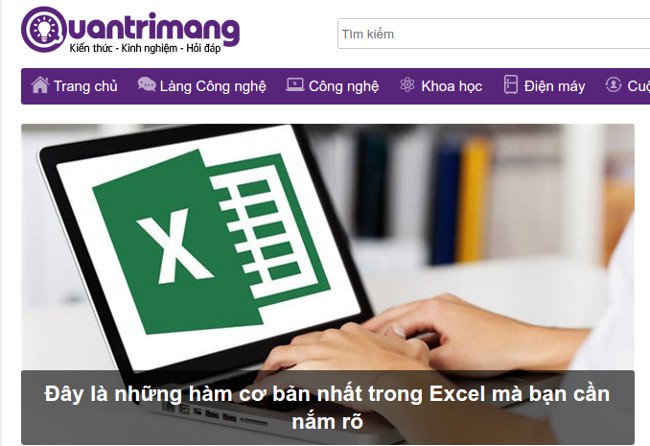 Quantrimang
Kiến thức - Kinh nghiệm - Hỏi đáp
Tìm kiếm
Trang chủ Làng Công nghệ Công nghệ Khoa học Điện máy Cuộ
X
Đây là những hàm cơ bản nhất trong Excel mà bạn cần
nắm rõ